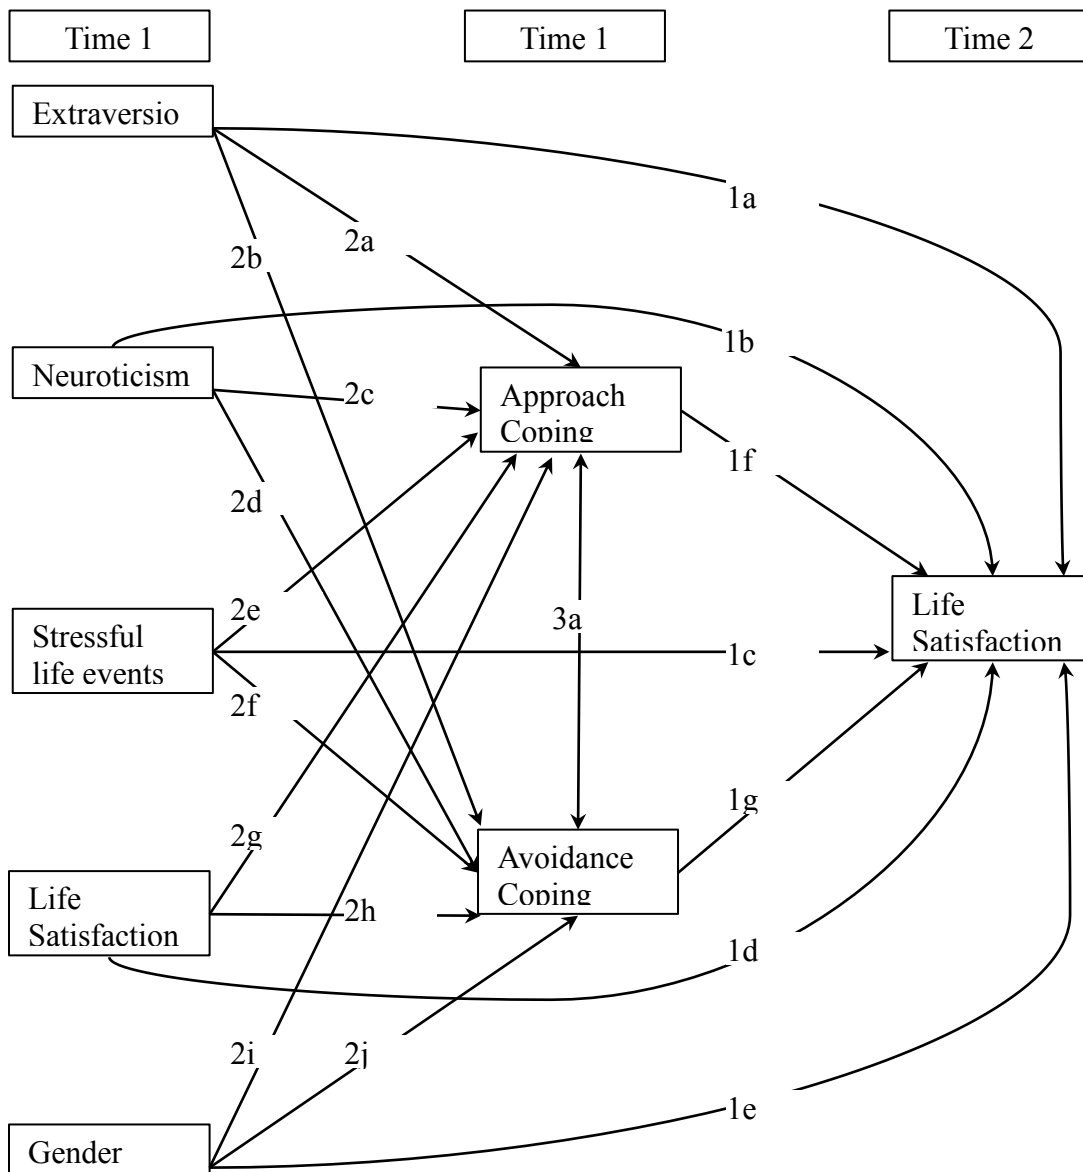 Time 1
Time 1
Time 2
Extraversio
1a
2a
2b
1b
Neuroticism
2c
Approach
Coping
1f
2d
2e
Life
Satisfaction
3a
Stressful
life events
1c
2f
1g
2g
Avoidance
Coping
Life
Satisfaction
2h
1d
2i
2j
1e
Gender